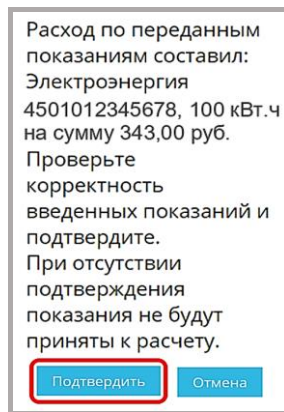 Расход по переданным
показаниям составил:
Электроэнергия
4501012345678, 100 кВт.ч
на сумму 343,00 руб.
Проверьте
корректность
введенных показаний и
подтвердите.
При отсутствии
подтверждения
показания не будут
приняты к расчету.
Подтвердить Отмена